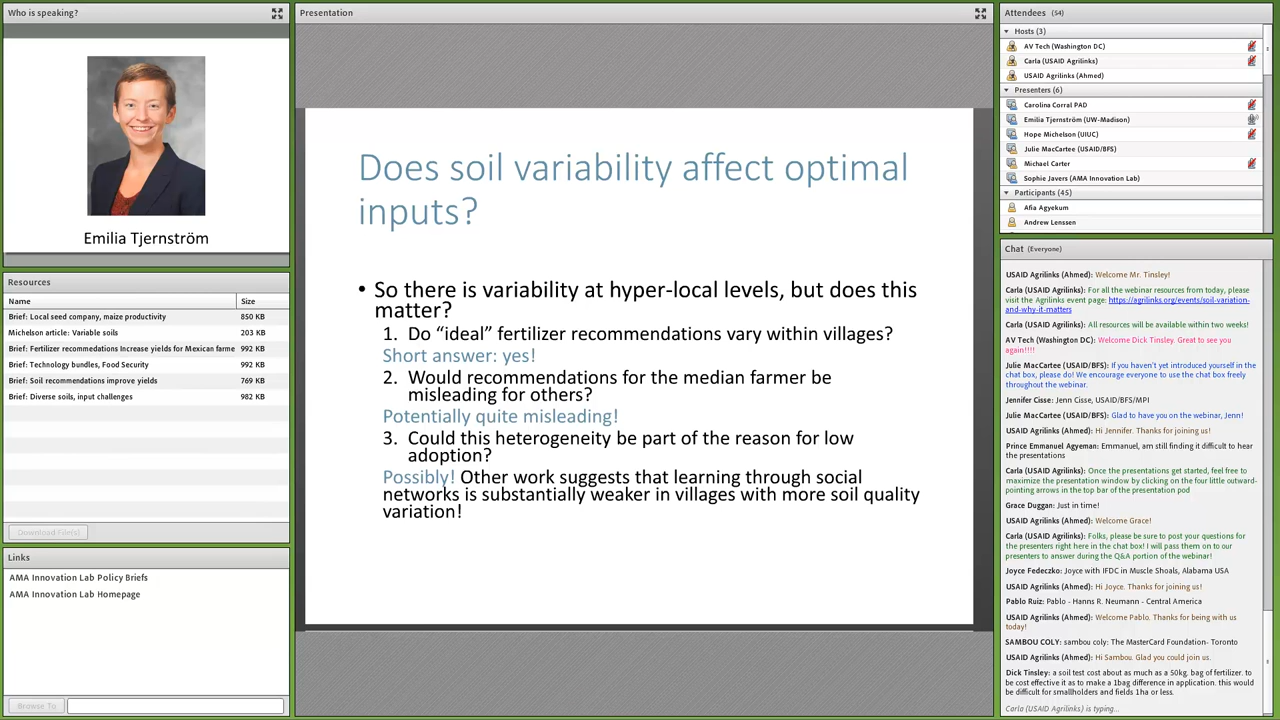 Who is speaking?
Emilia Tjernström
Resources
Name Size
Brief: Local seed company, maize productivity 850 KB
Michelson article: Variable soils 203 KB
Brief: Fertilizer recommedations Increase yields for Mexican farme 992 KB
Brief: Technology bundles, Food Security 992 KB
Brief: Soil recommendations improve yields 769 KB
Brief: Diverse soils, input challenges 982 KB
Download File(s)
Links
AMA Innovation Lab Policy Briefs
AMA Innovation Lab Homepage
Browse To
Presentation
Does soil variability affect optimal
inputs?
• So there is variability at hyper-local levels, but does this
matter?
1. Do “ideal” fertilizer recommendations vary within villages?
Short answer: yes!
2. Would recommendations for the median farmer be
misleading for others?
Potentially quite misleading!
3. Could this heterogeneity be part of the reason for low
adoption?
Possibly! Other work suggests that learning through social
networks is substantially weaker in villages with more soil quality
variation!
Attendees (54)
Hosts (3)
AV Tech (Washington DC)
Carla (USAID Agrilinks)
USAID Agrilinks (Ahmed)
Presenters (6)
Carolina Corral PAD
Emilia Tjernström (UW-Madison)
Hope Michelson (UIUC)
Julie MacCartee (USAID/BFS)
Michael Carter
Sophie Javers (AMA Innovation Lab)
Participants (45)
Afia Agyekum
Andrew Lenssen
Chat (Everyone)
USAID Agrilinks (Ahmed): Welcome Mr. Tinsley!
Carla (USAID Agrilinks): For all the webinar resources from today, please
visit the Agrilinks event page: https://agrilinks.org/events/soil-variation-
and-why-it-matters
Carla (USAID Agrilinks): All resources will be available within two weeks!
AV Tech (Washington DC): Welcome Dick Tinsley. Great to see you
again!!!!
Julie MacCartee (USAID/BFS): If you haven't yet introduced yourself in the
chat box, please do! We encourage everyone to use the chat box freely
throughout the webinar.
Jennifer Cisse: Jenn Cisse, USAID/BFS/MPI
Julie MacCartee (USAID/BFS): Glad to have you on the webinar, Jenn!
USAID Agrilinks (Ahmed): Hi Jennifer. Thanks for joining us!
Prince Emmanuel Agyeman: Emmanuel, am still finding it difficult to hear
the presentations
Carla (USAID Agrilinks): Once the presentations get started, feel free to
maximize the presentation window by clicking on the four little outward-
pointing arrows in the top bar of the presentation pod
Grace Duggan: Just in time!
USAID Agrilinks (Ahmed): Welcome Grace!
Carla (USAID Agrilinks): Folks, please be sure to post your questions for
the presenters right here in the chat box! I will pass them on to our
presenters to answer during the Q&A portion of the webinar!
Joyce Fedeczko: Joyce with IFDC in Muscle Shoals, Alabama USA
USAID Agrilinks (Ahmed): Hi Joyce. Thanks for joining us!
Pablo Ruiz: Pablo - Hanns R. Neumann - Central America
USAID Agrilinks (Ahmed): Welcome Pablo. Thanks for being with us
today!
SAMBOU COLY: sambou coly: The MasterCard Foundation- Toronto
USAID Agrilinks (Ahmed): Hi Sambou. Glad you could join us.
Dick Tinsley: a soil test cost about as much as a 50kg. bag of fertilizer. to
be cost effective it as to make a 1bag difference in application. this would
be difficult for smallholders and fields 1ha or less.
Carla (USAID Agrilinks) is typing...